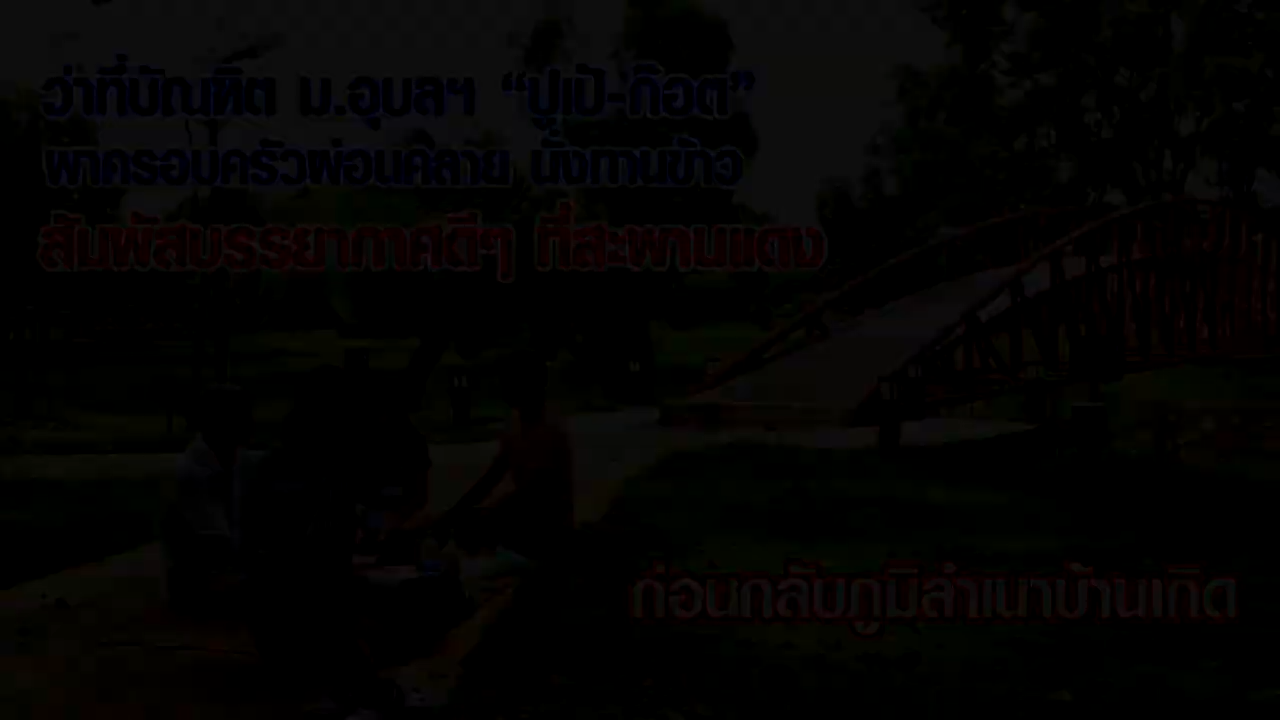 ว่าที่บัณฑิต ม.อุบลฯ “ปูเป้-ก๊อต”
พาครอบครัวผ่อนคลาย นั่งทานข้าว
สัมผัสบรรยากาศดีๆ ที่สะพานแดง
ก่อนกลับภูมิลำเนาบ้านเกิด